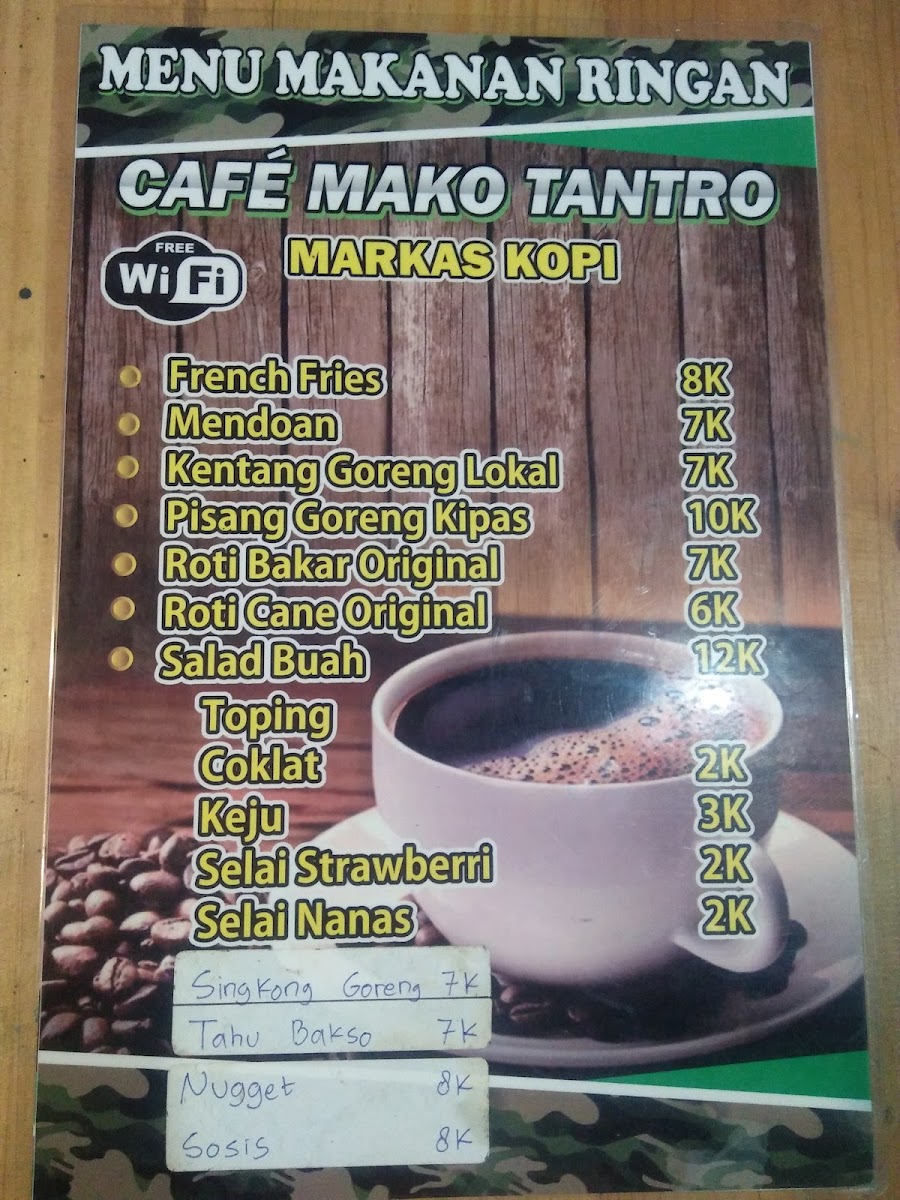 MENU MAKANAN RINGAN
CAFÉ MAKO TANTRO
FREE
WiFi
MARKAS KOPI
French Fries 8K
Mendoan 7K
Kentang Goreng Lokal 7K
Pisang Goreng Kipas 10K
Roti Bakar Original 7K
Roti Cane Original 6K
Salad Buah 12K
Toping
Coklat 2K
Keju 3K
Selai Strawberri 2K
Selai Nanas 2K
Singkong Goreng 7K
Tahu Bakso 7K
Nugget 8K
Sosis 8K